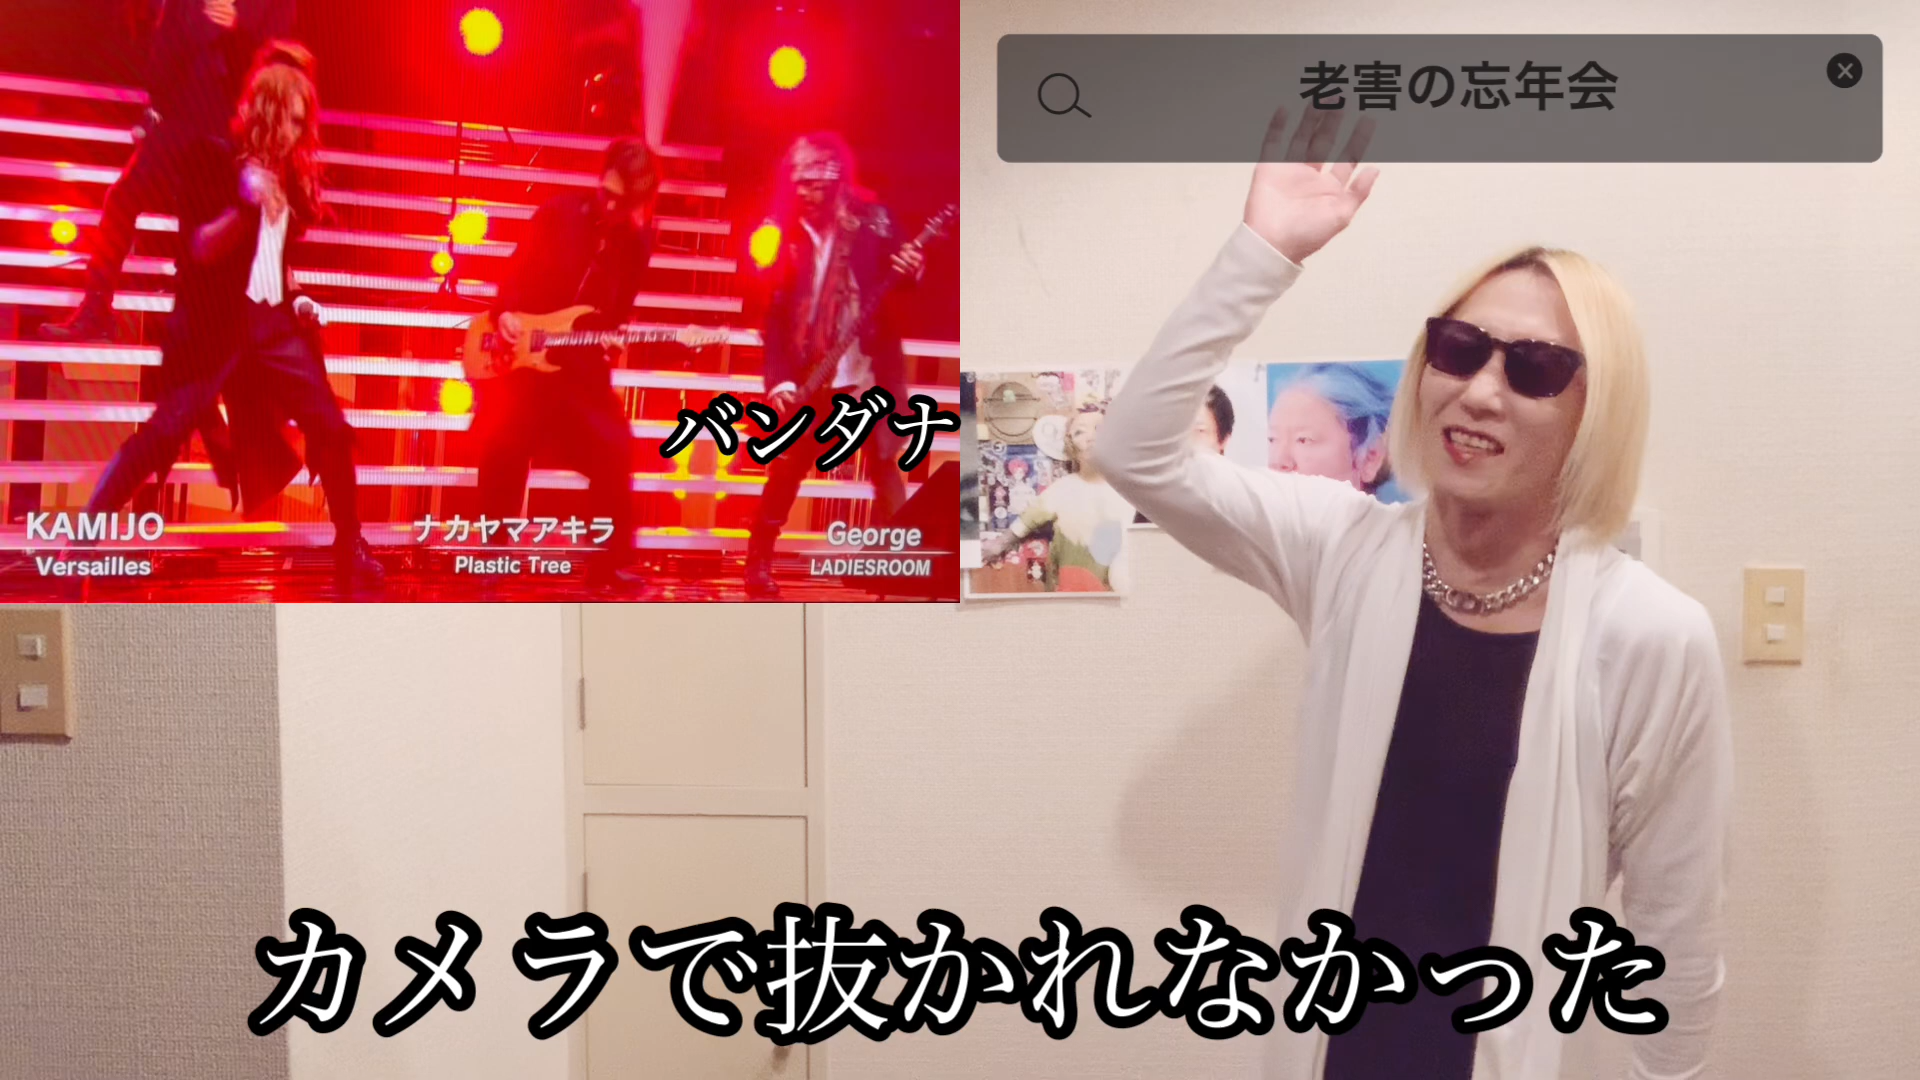 老害の忘年会
バンダナ
KAMIJO
Versailles
ナカヤマアキラ
Plastic Tree
George
LADIESROOM
カメラで抜かれなかった